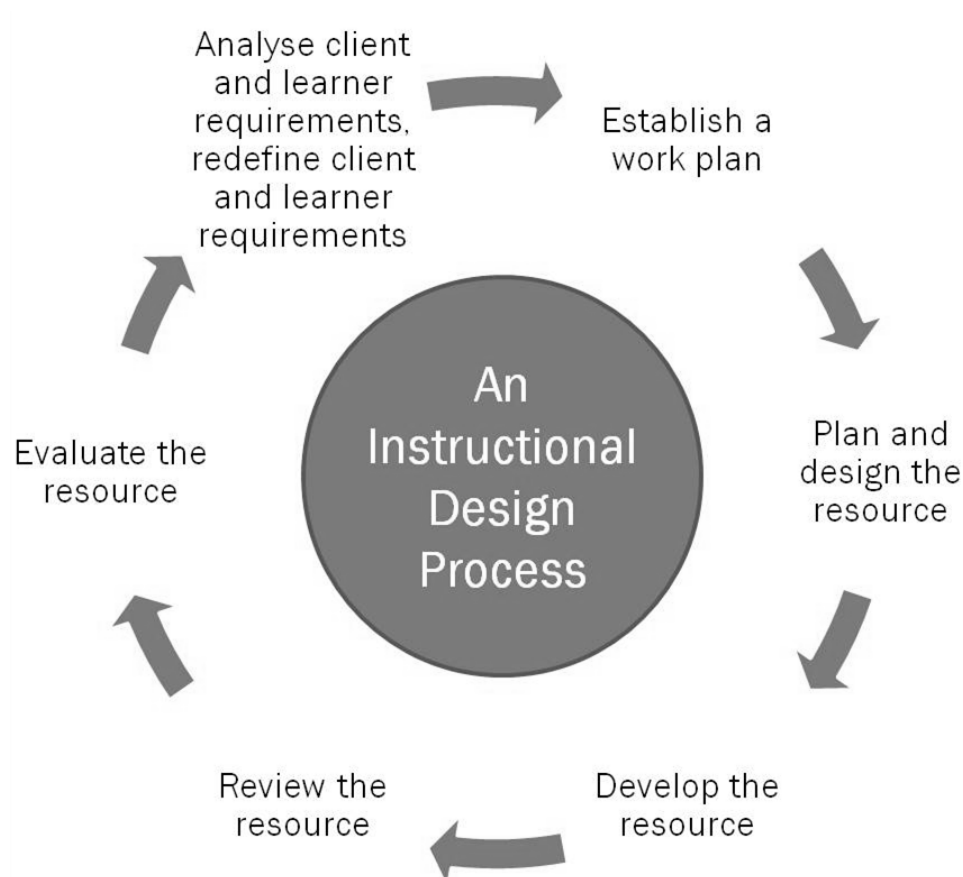 Analyse client
and learner
requirements,
redefine client
and learner
requirements
Establish a
work plan
Plan and
design the
resource
Develop the
resource
Review the
resource
Evaluate the
resource
An
Instructional
Design
Process